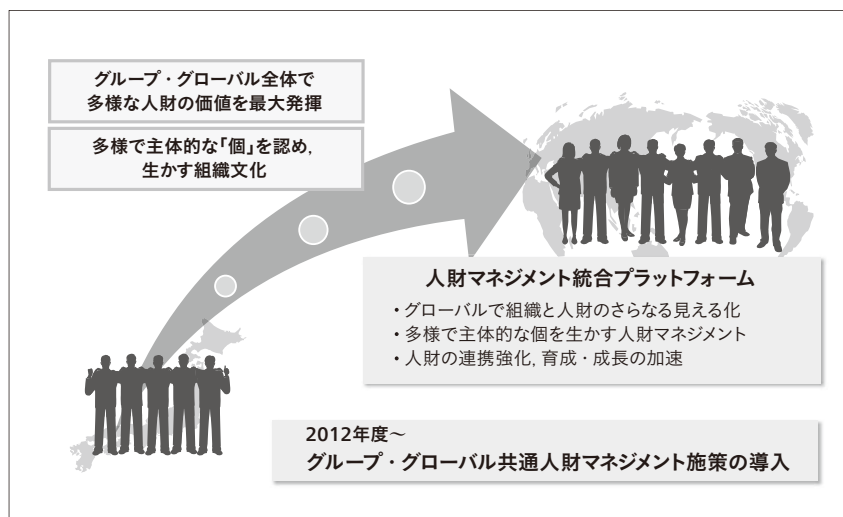 グループ・グローバル全体で
多様な人財の価値を最大発揮
多様で主体的な「個」を認め,
生かす組織文化
人財マネジメント統合プラットフォーム
・グローバルで組織と人財のさらなる見える化
・多様で主体的な個を生かす人財マネジメント
・人財の連携強化, 育成・成長の加速
2012年度~
グループ・グローバル共通人財マネジメント施策の導入